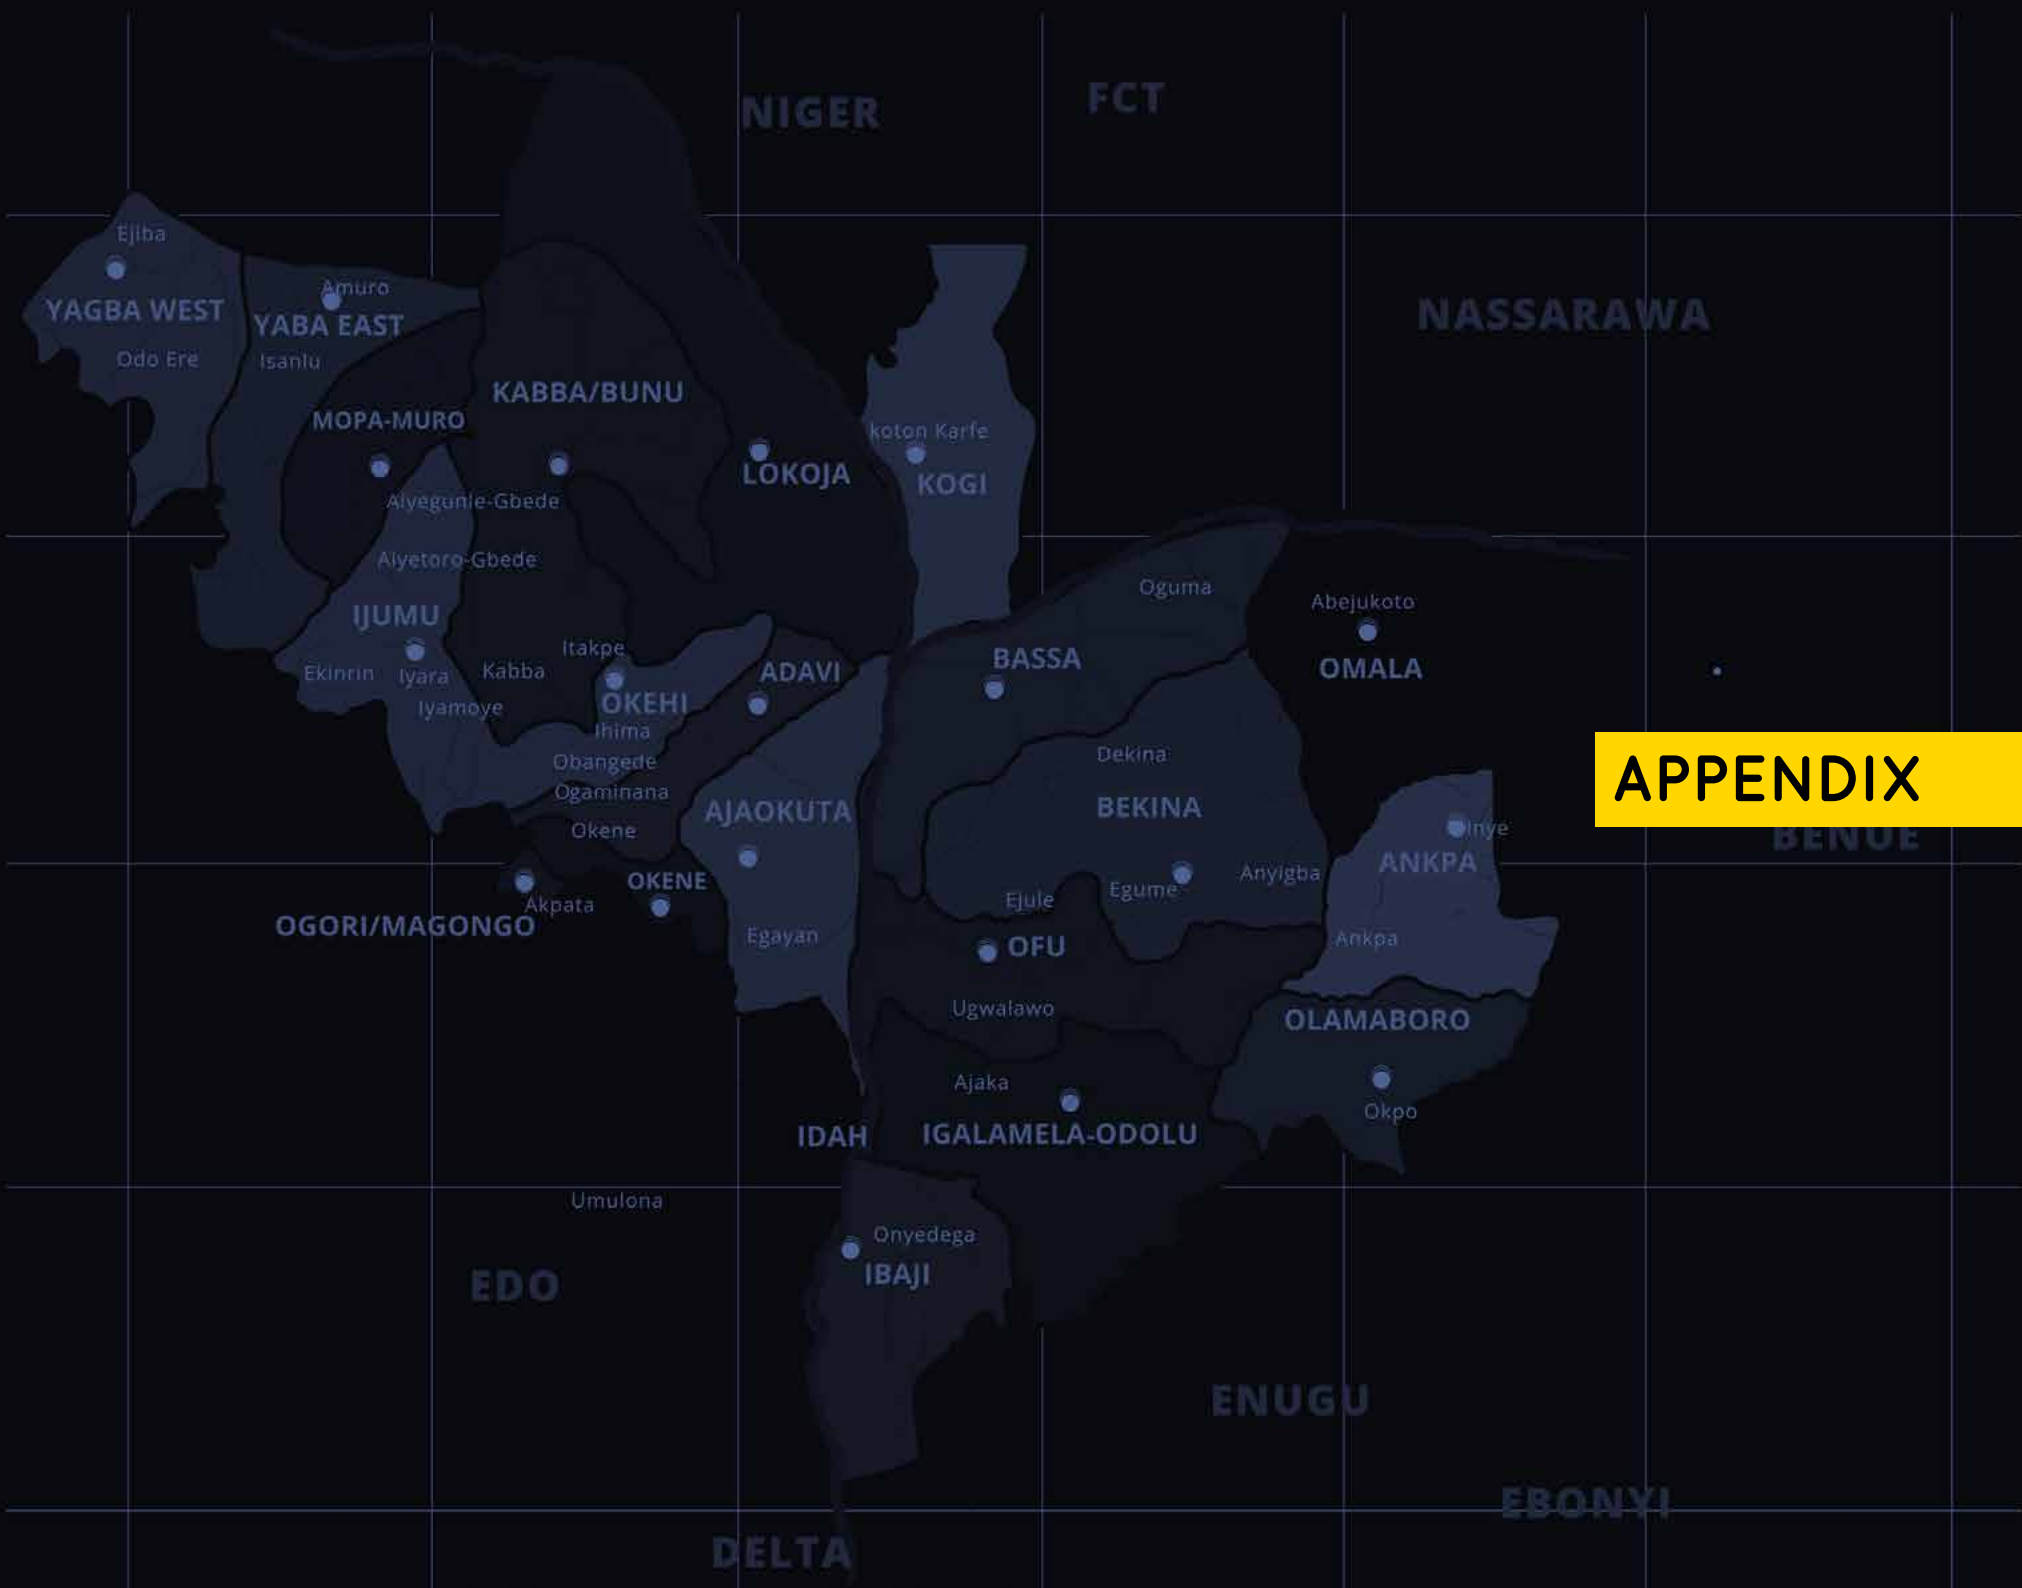 NIGER
FCT
Ejiba
Amuro
YAGBA WEST
YABA EAST
NASSARAWA
Odo Ere
Isanlu
KABBA/BUNU
MOPA-MURO
koton Karfe
LOKOJA
KOGI
Aiyegunle-Gbede
Aiyetoro-Gbede
Oguma
Abejukoto
IJUMU
Itakpe
BASSA
OMALA
Ekinrin
Iyara
Kabba
ADAVI
OKEHI
Iyamoye
Ihima
Dekina
Obangede
APPENDIX
Ogaminana
AJAOKUTA
BEKINA
Okene
Inye
BENUE
ANKPA
OKENE
Anyigba
Egume
Ejule
Akpata
OGORI/MAGONGO
Egayan
OFU
Ankpa
Ugwalawo
OLAMABORO
Ajaka
Okpo
IDAH
IGALAMELA-ODOLU
Umulona
Onyedega
EDO
IBAJI
ENUGU
EBONYI
DELTA